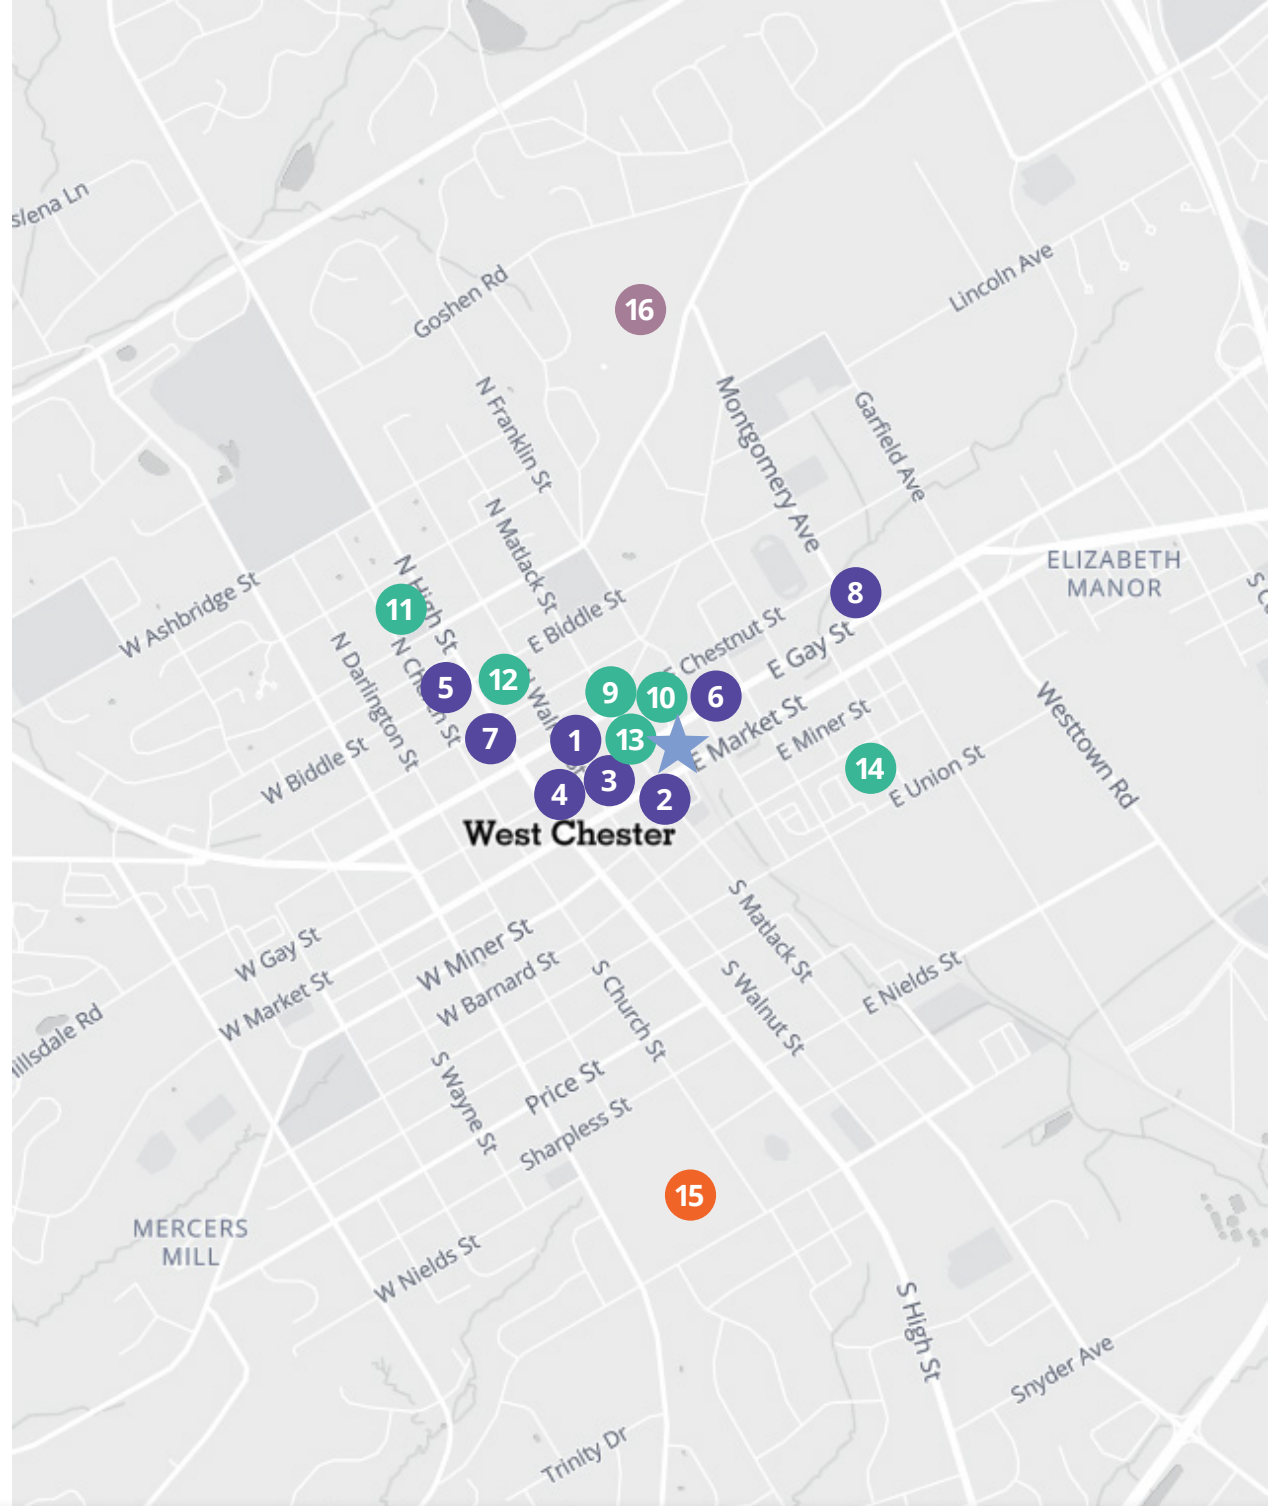 s/ena Ln
Goshen Rd
Lincoln Ave
16
N Franklin St
Montgomery Ave
Garfield Ave
N Matlack St
N High St
ELIZABETH
MANOR
W Ashbridge St
11
E Biddle St
8
N Darlington St
N Church St
E Chestnut St
E Gay St
5
12
N Walnut St
9
10
6
E Market St
E Miner St
Westtown Rd
7
1
13
14
E Union St
W Biddle St
4
3
2
West Chester
S Matlack St
W Gay St
W Miner St
W Market St
W Barnard St
S Church St
S Walnut St
E Nields St
illsdale Rd
S Wayne St
Price St
Sharpless St
15
MERCERS
MILL
W Nields St
S High St
Snyder Ave
Trinity Dr